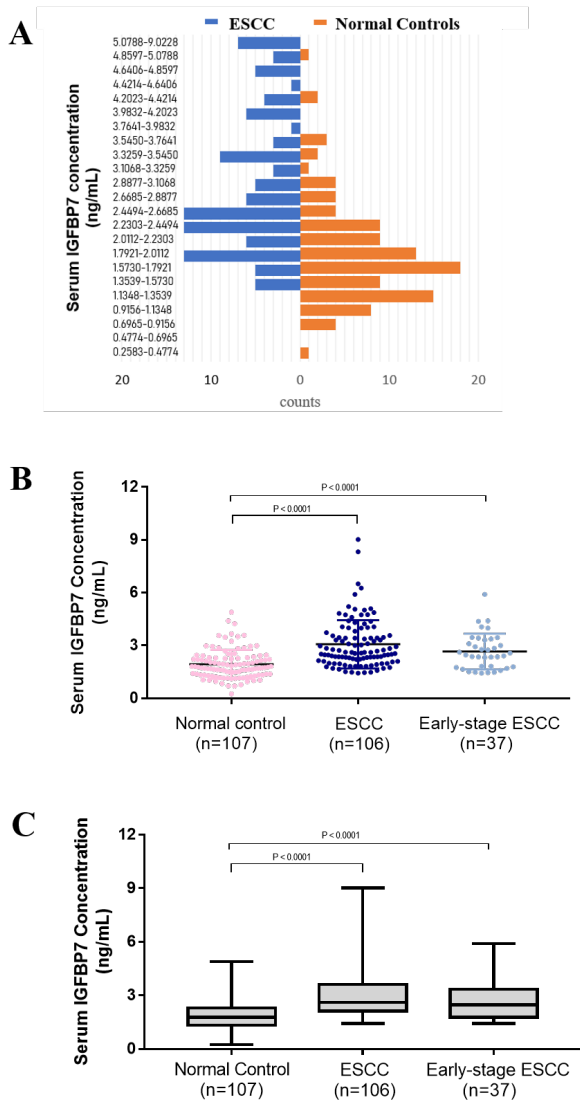 A
ESCC Normal Controls
Serum IGFBP7 concentration
(ng/mL)
5.0788-9.0228
4.8597-5.0788
4.6406-4.8597
4.4214-4.6406
4.2023-4.4214
3.9832-4.2023
3.7641-3.9832
3.5450-3.7641
3.3259-3.5450
3.1068-3.3259
2.8877-3.1068
2.6685-2.8877
2.4494-2.6685
2.2303-2.4494
2.0112-2.2303
1.7921-2.0112
1.5730-1.7921
1.3539-1.5730
1.1348-1.3539
0.9156-1.1348
0.6965-0.9156
0.4774-0.6965
0.2583-0.4774
20 10 0 10 20
counts
B
Serum IGFBP7 Concentration
(ng/mL)
12
9
6
3
0
P < 0.0001
P < 0.0001
Normal control ESCC Early-stage ESCC
(n=107) (n=106) (n=37)
C
Serum IGFBP7 Concentration
(ng/mL)
12
9
6
3
0
P < 0.0001
P < 0.0001
Normal Control ESCC Early-stage ESCC
(n=107) (n=106) (n=37)